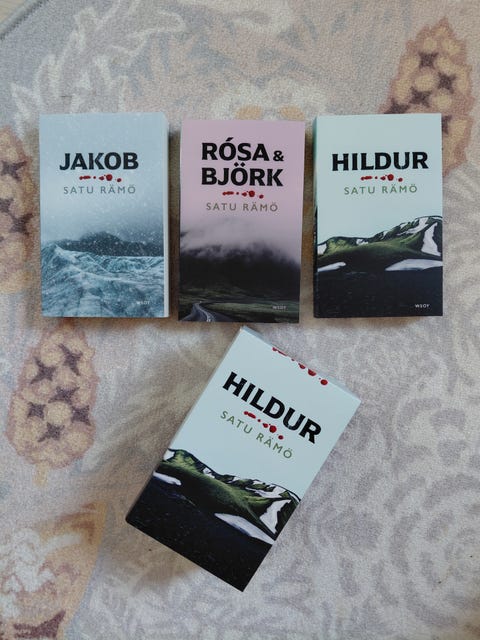 JAKOB
SATU RÄMÖ
WSOY
RÓSA &
BJÖRK
SATU RÄMÖ
WSOY
HILDUR
SATU RÄMÖ
WSOY
HILDUR
SATU RÄMÖ